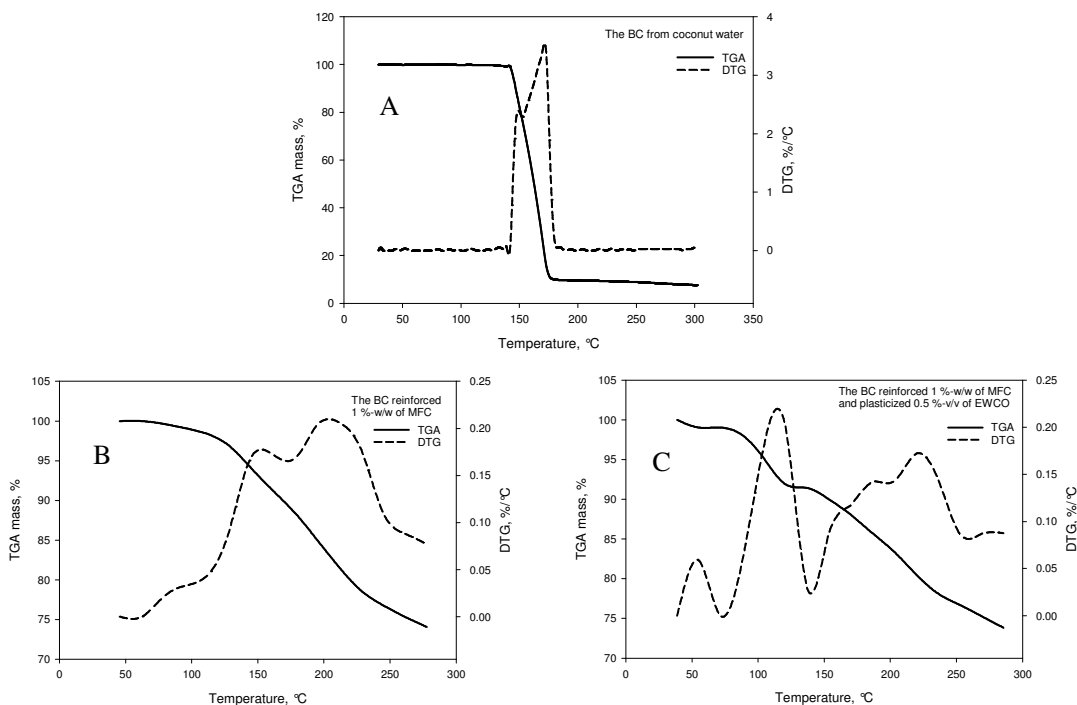 The BC from coconut water
TGA
DTG
A
TGA mass, %
120
100
80
60
40
20
0
DTG, %/°C
4
3
2
1
0
0 50 100 150 200 250 300
Temperature, °C
The BC reinforced
1 %-w/w of MFC
TGA
DTG
B
TGA mass, %
105
100
95
90
85
80
75
70
DTG, %/°C
0.25
0.20
0.15
0.10
0.05
0.00
0 50 100 150 200 250 300
Temperature, °C
The BC reinforced 1 %-w/w of MFC
and plasticized 0.5 %-v/v of EWCO
TGA
DTG
C
TGA mass, %
105
100
95
90
85
80
75
70
DTG, %/°C
0.25
0.20
0.15
0.10
0.05
0.00
0 50 100 150 200 250 300
Temperature, °C